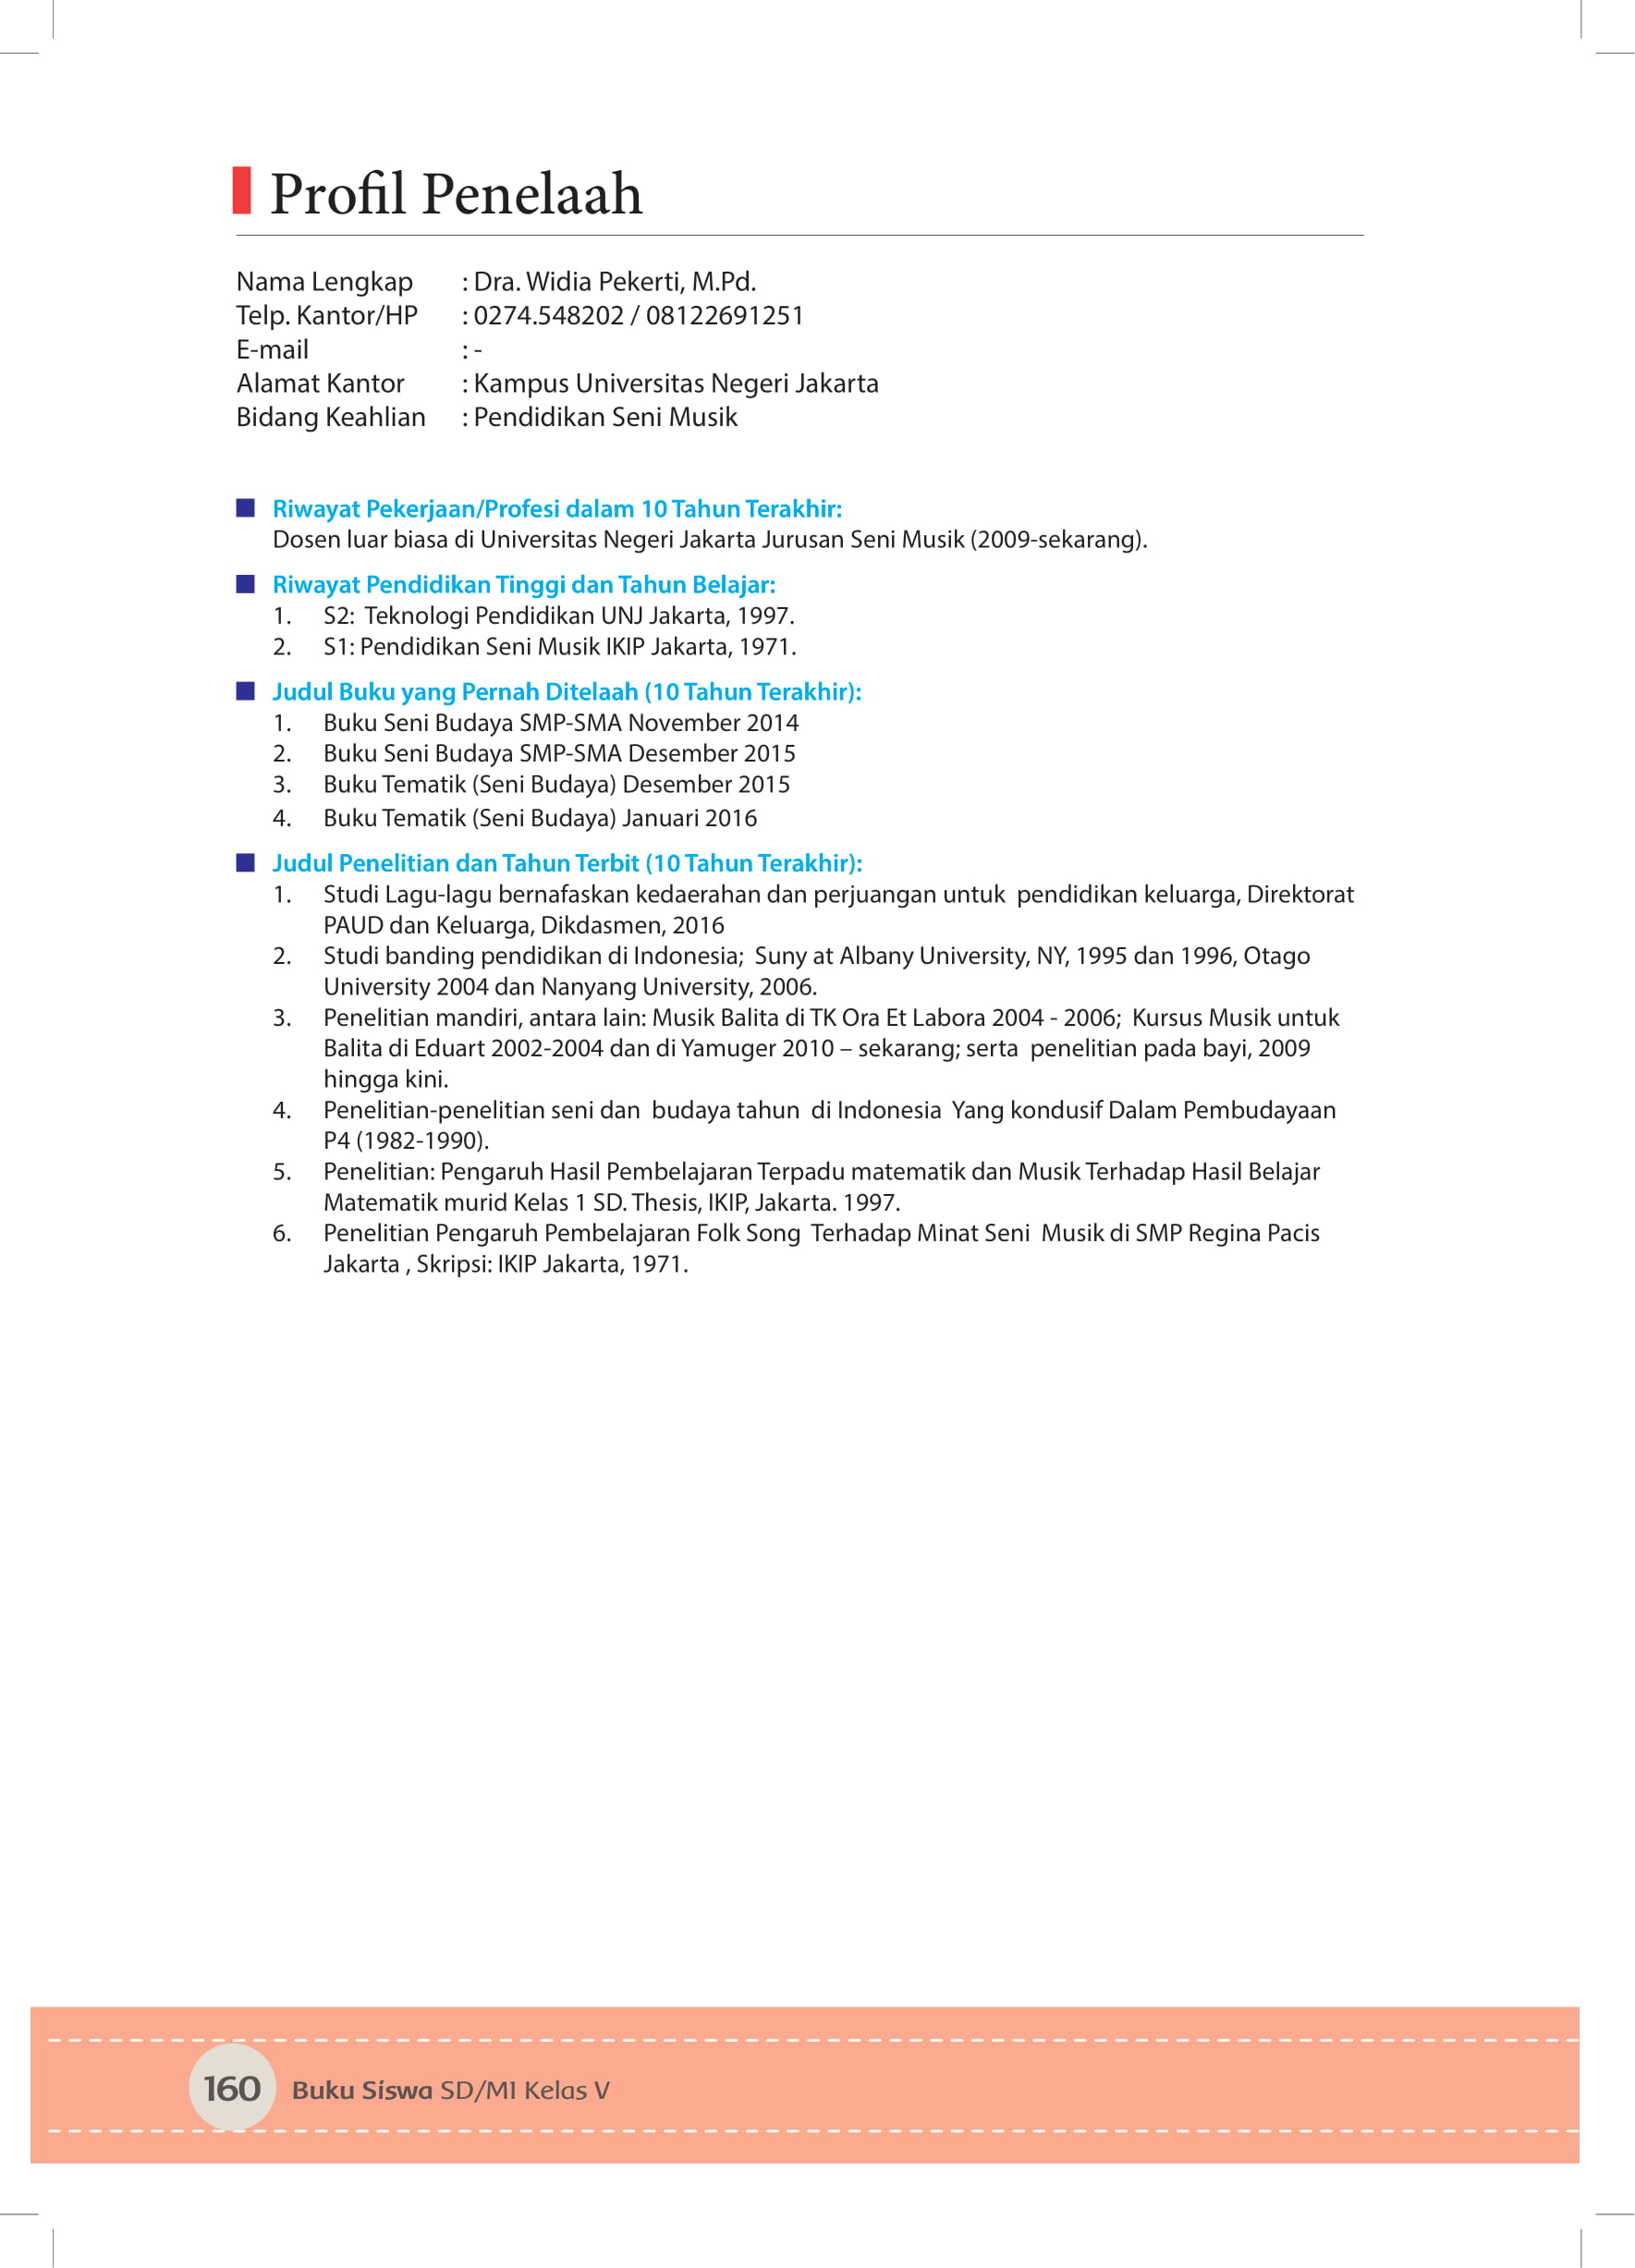 Profil Penelaah
Nama Lengkap : Dra. Widia Pekerti, M.Pd.
Telp. Kantor/HP : 0274.548202 / 08122691251
E-mail : -
Alamat Kantor : Kampus Universitas Negeri Jakarta
Bidang Keahlian : Pendidikan Seni Musik
Riwayat Pekerjaan/Profesi dalam 10 Tahun Terakhir:
Dosen luar biasa di Universitas Negeri Jakarta Jurusan Seni Musik (2009-sekarang).
Riwayat Pendidikan Tinggi dan Tahun Belajar:
1. S2: Teknologi Pendidikan UNJ Jakarta, 1997.
2. S1: Pendidikan Seni Musik IKIP Jakarta, 1971.
Judul Buku yang Pernah Ditelaah (10 Tahun Terakhir):
1. Buku Seni Budaya SMP-SMA November 2014
2. Buku Seni Budaya SMP-SMA Desember 2015
3. Buku Tematik (Seni Budaya) Desember 2015
4. Buku Tematik (Seni Budaya) Januari 2016
Judul Penelitian dan Tahun Terbit (10 Tahun Terakhir):
1. Studi Lagu-lagu bernafaskan kedaerahan dan perjuangan untuk pendidikan keluarga, Direktorat
PAUD dan Keluarga, Dikdasmen, 2016
2. Studi banding pendidikan di Indonesia; Suny at Albany University, NY, 1995 dan 1996, Otago
University 2004 dan Nanyang University, 2006.
3. Penelitian mandiri, antara lain: Musik Balita di TK Ora Et Labora 2004 - 2006; Kursus Musik untuk
Balita di Eduart 2002-2004 dan di Yamuger 2010 – sekarang; serta penelitian pada bayi, 2009
hingga kini.
4. Penelitian-penelitian seni dan budaya tahun di Indonesia Yang kondusif Dalam Pembudayaan
P4 (1982-1990).
5. Penelitian: Pengaruh Hasil Pembelajaran Terpadu matematik dan Musik Terhadap Hasil Belajar
Matematik murid Kelas 1 SD. Thesis, IKIP, Jakarta. 1997.
6. Penelitian Pengaruh Pembelajaran Folk Song Terhadap Minat Seni Musik di SMP Regina Pacis
Jakarta , Skripsi: IKIP Jakarta, 1971.
160 Buku Siswa SD/MI Kelas V